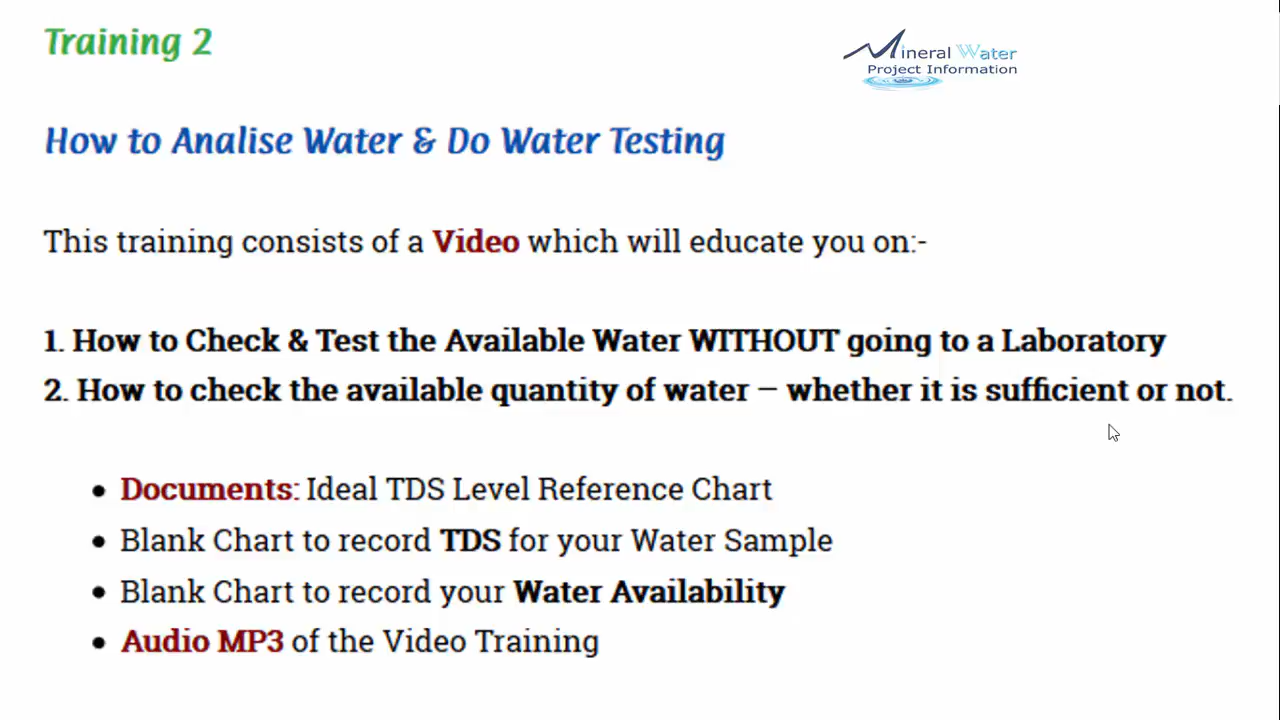 Training 2
Mineral Water
Project Information
How to Analise Water & Do Water Testing
This training consists of a Video which will educate you on:-
1. How to Check & Test the Available Water WITHOUT going to a Laboratory
2. How to check the available quantity of water – whether it is sufficient or not.
• Documents: Ideal TDS Level Reference Chart
• Blank Chart to record TDS for your Water Sample
• Blank Chart to record your Water Availability
• Audio MP3 of the Video Training